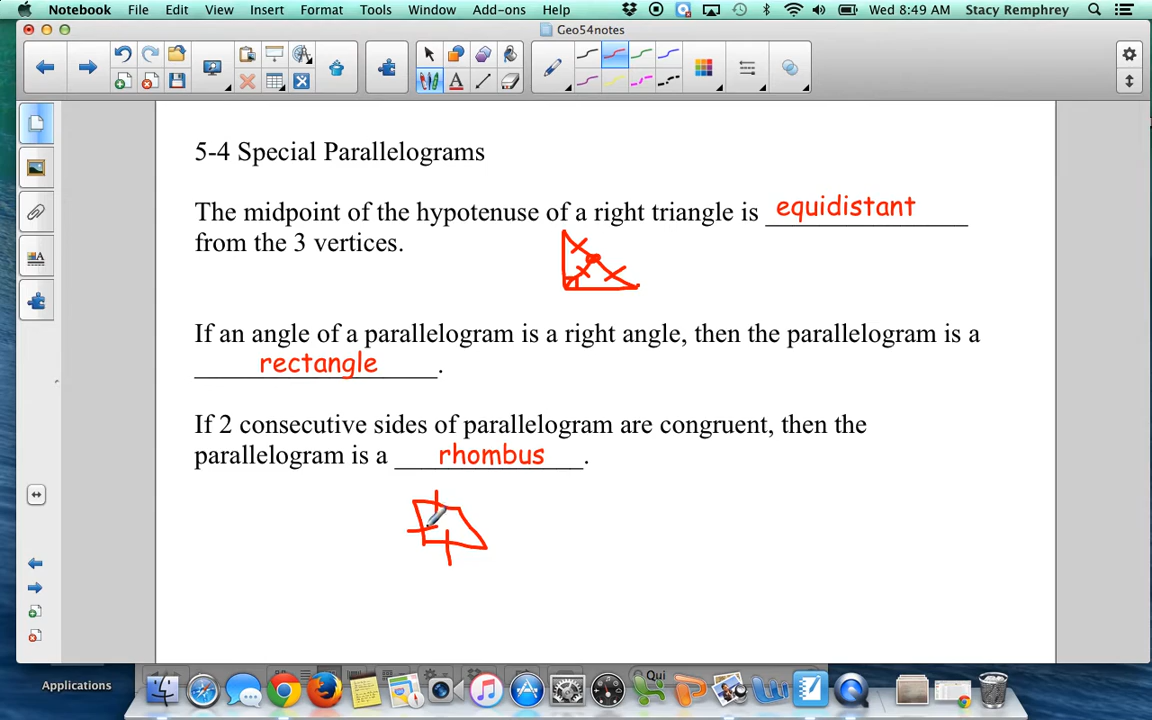 Notebook File Edit View Insert Format Tools Window Add-ons Help Wed 8:49 AM Stacy Remphrey
Geo54notes
5-4 Special Parallelograms
The midpoint of the hypotenuse of a right triangle is equidistant
from the 3 vertices.
If an angle of a parallelogram is a right angle, then the parallelogram is a
rectangle.
If 2 consecutive sides of parallelogram are congruent, then the
parallelogram is a rhombus.
Applications
Qui